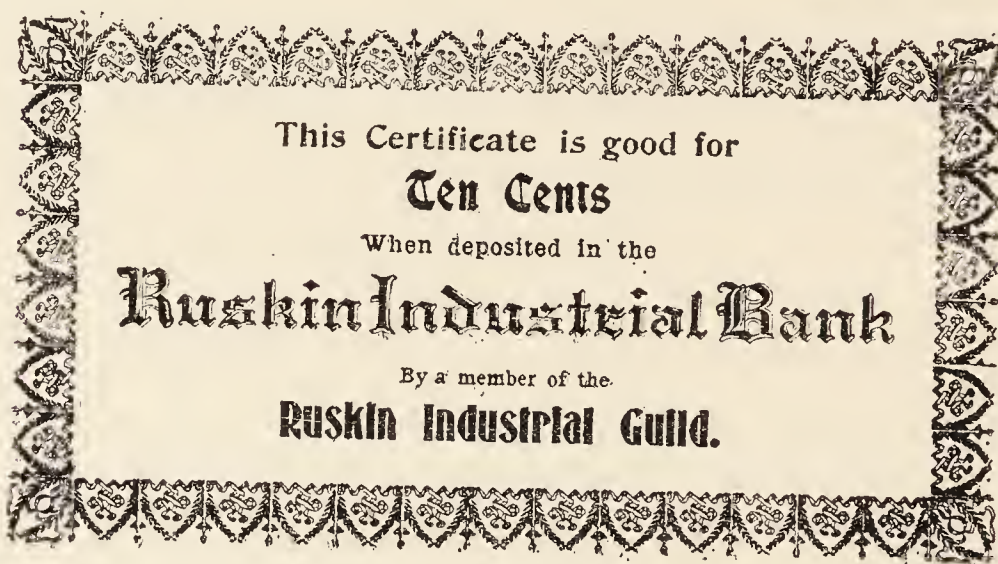 This Certificate is good for
Ten Cents
When deposited in the
Ruskin Industrial Bank
By a member of the
Ruskin Industrial Guild.